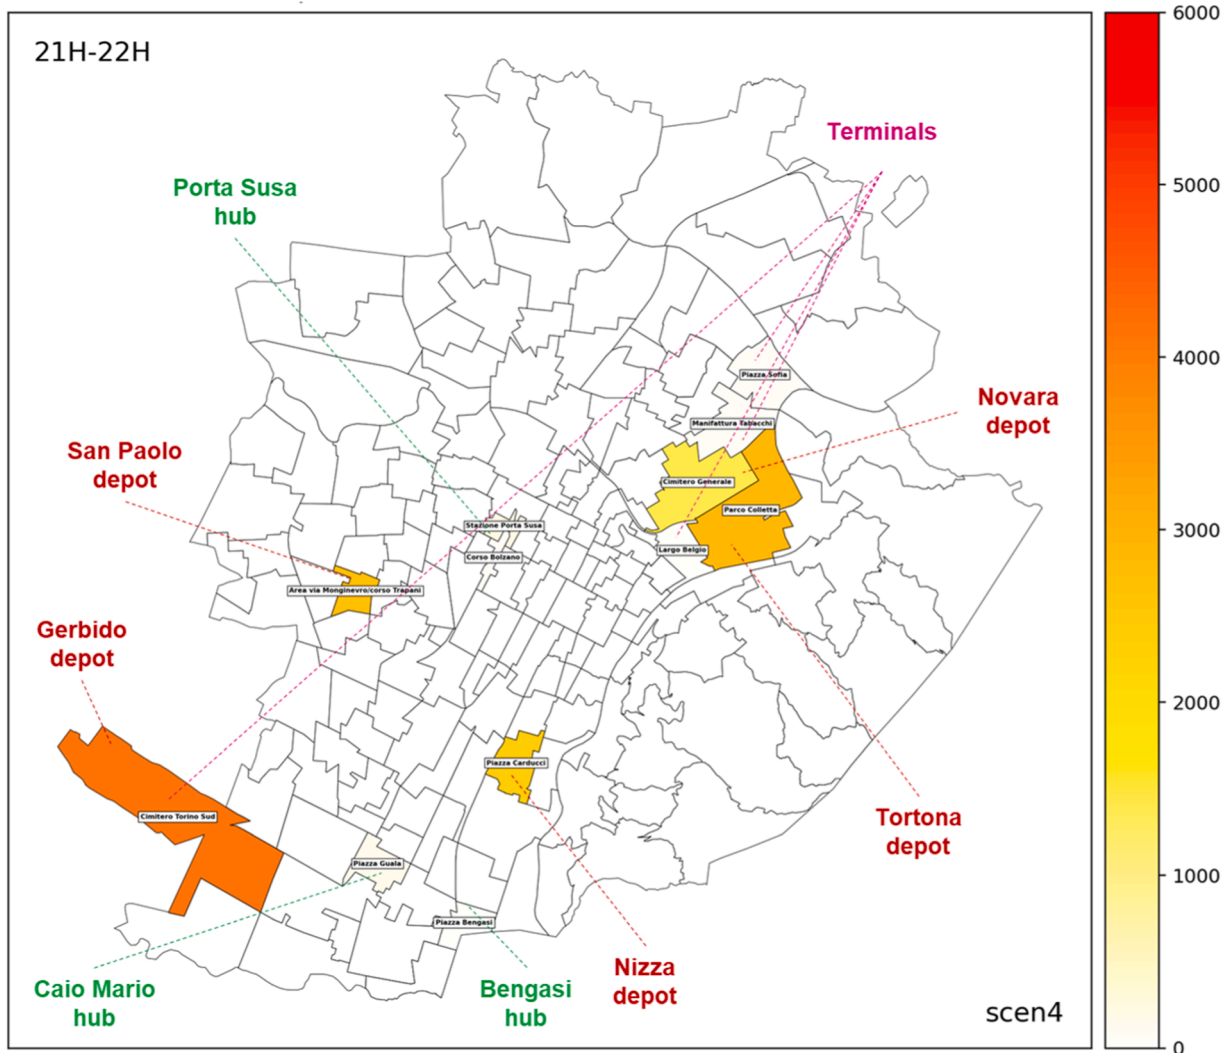 21H-22H
6000
Terminals
5000
Porta Susa
hub
4000
Piazza Sofia
Novara
depot
Manifattura Tabacchi
San Paolo
depot
Cimitero Generale
Parco Colletta
Stazione Porta Susa
3000
Largo Belgio
Corso Bolzano
Area via Monginevro/corso Trapani
Gerbido
depot
2000
Piazza Carducci
Cimitero Torino Sud
Tortona
depot
Piazza Guala
1000
Piazza Bengasi
Nizza
depot
Caio Mario
hub
Bengasi
hub
scen4
0